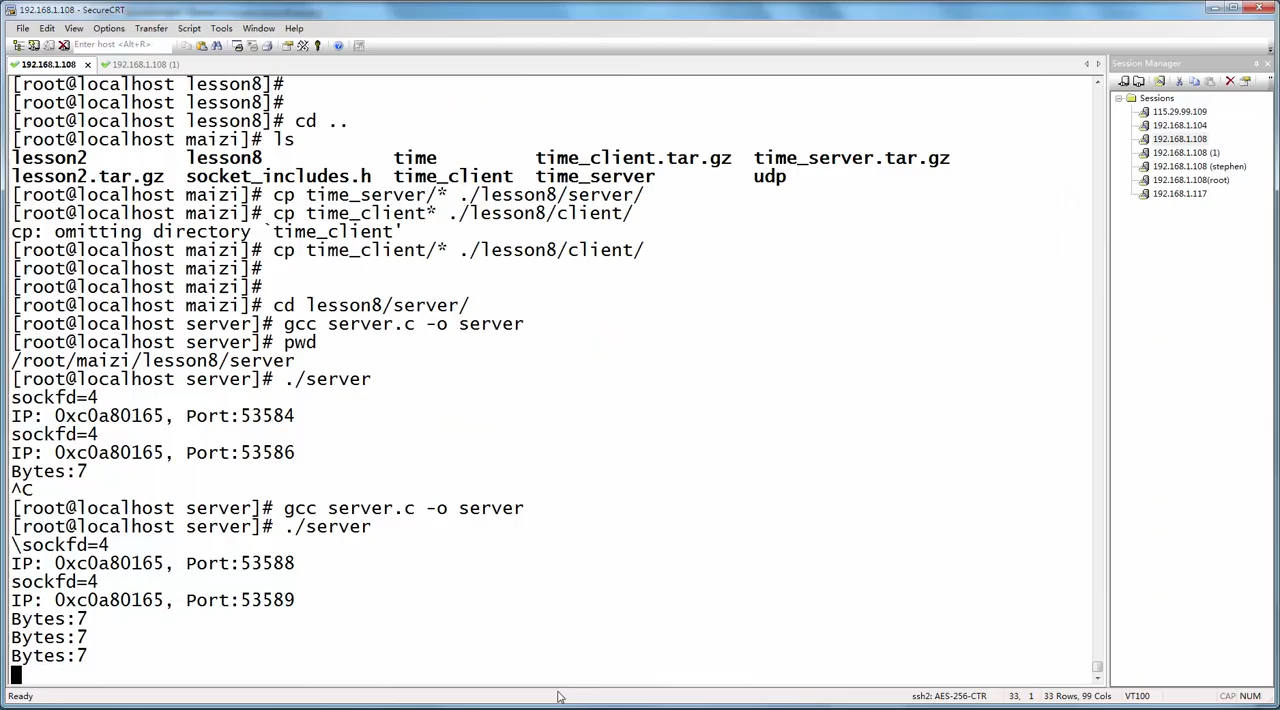 192.168.1.108 - SecureCRT
File Edit View Options Transfer Script Tools Window Help
Enter host <Alt+R>
192.168.1.108 192.168.1.108 (1)
[root@localhost lesson8]#
[root@localhost lesson8]#
[root@localhost lesson8]# cd ..
[root@localhost maizi]# ls
lesson2 lesson8 time time_client.tar.gz time_server.tar.gz
lesson2.tar.gz socket_includes.h time_client time_server udp
[root@localhost maizi]# cp time_server/* ./lesson8/server/
[root@localhost maizi]# cp time_client* ./lesson8/client/
cp: omitting directory `time_client'
[root@localhost maizi]# cp time_client/* ./lesson8/client/
[root@localhost maizi]#
[root@localhost maizi]#
[root@localhost maizi]# cd lesson8/server/
[root@localhost server]# gcc server.c -o server
[root@localhost server]# pwd
/root/maizi/lesson8/server
[root@localhost server]# ./server
sockfd=4
IP: 0xc0a80165, Port:53584
sockfd=4
IP: 0xc0a80165, Port:53586
Bytes:7
^C
[root@localhost server]# gcc server.c -o server
[root@localhost server]# ./server
\sockfd=4
IP: 0xc0a80165, Port:53588
sockfd=4
IP: 0xc0a80165, Port:53589
Bytes:7
Bytes:7
Bytes:7
Session Manager
Sessions
115.29.99.109
192.168.1.104
192.168.1.108
192.168.1.108 (1)
192.168.1.108 (stephen)
192.168.1.108(root)
192.168.1.117
Ready ssh2: AES-256-CTR 33, 1 33 Rows, 99 Cols VT100 CAP NUM